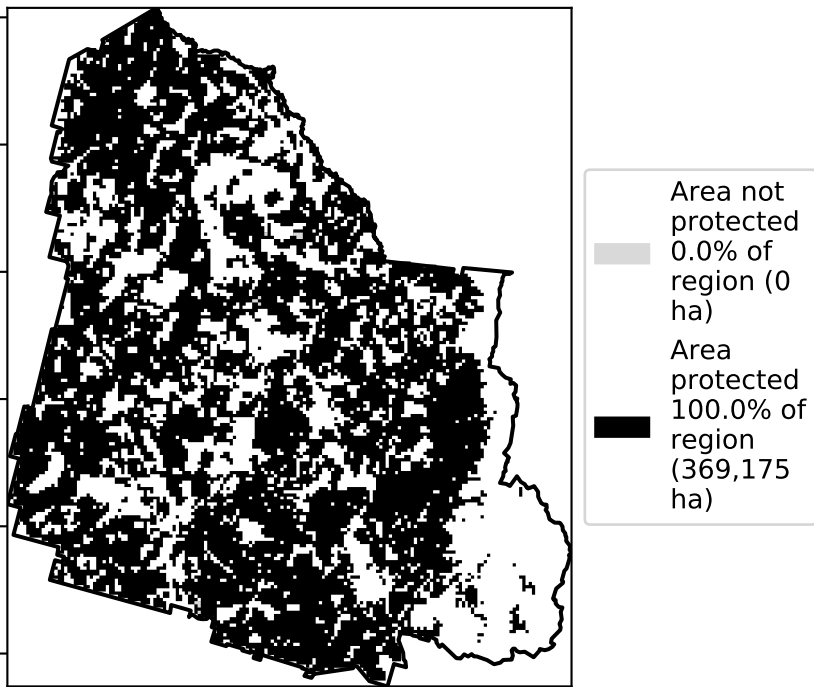 Area not
protected
0.0% of
region (0
ha)
Area
protected
100.0% of
region
(369,175
ha)